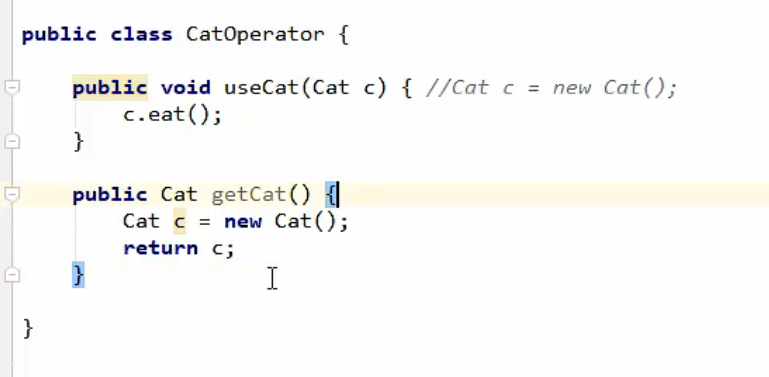 public class CatOperator {
public void useCat(Cat c) { //Cat c = new Cat();
c.eat();
}
public Cat getCat() {
Cat c = new Cat();
return c;
}
}